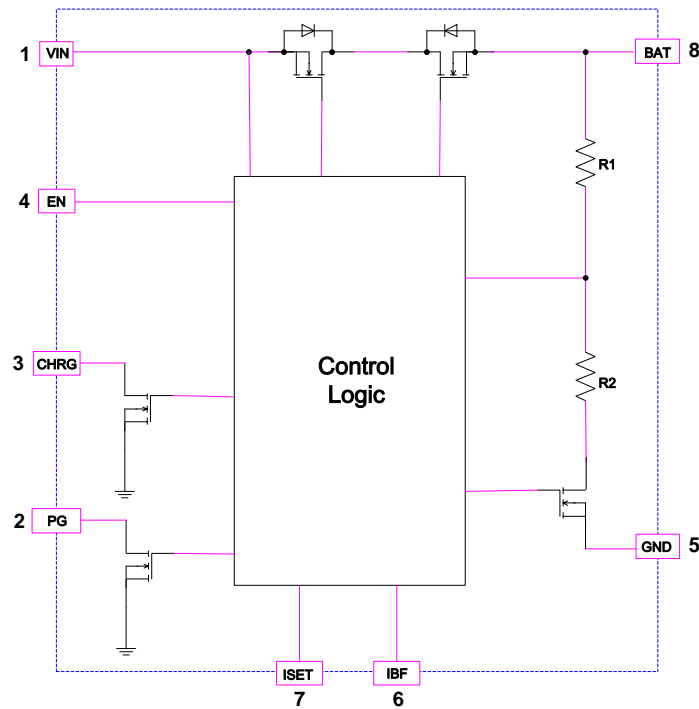 1 VIN
BAT 8
R1
4 EN
3 CHRG
Control
Logic
R2
2 PG
GND 5
ISET
IBF
7
6